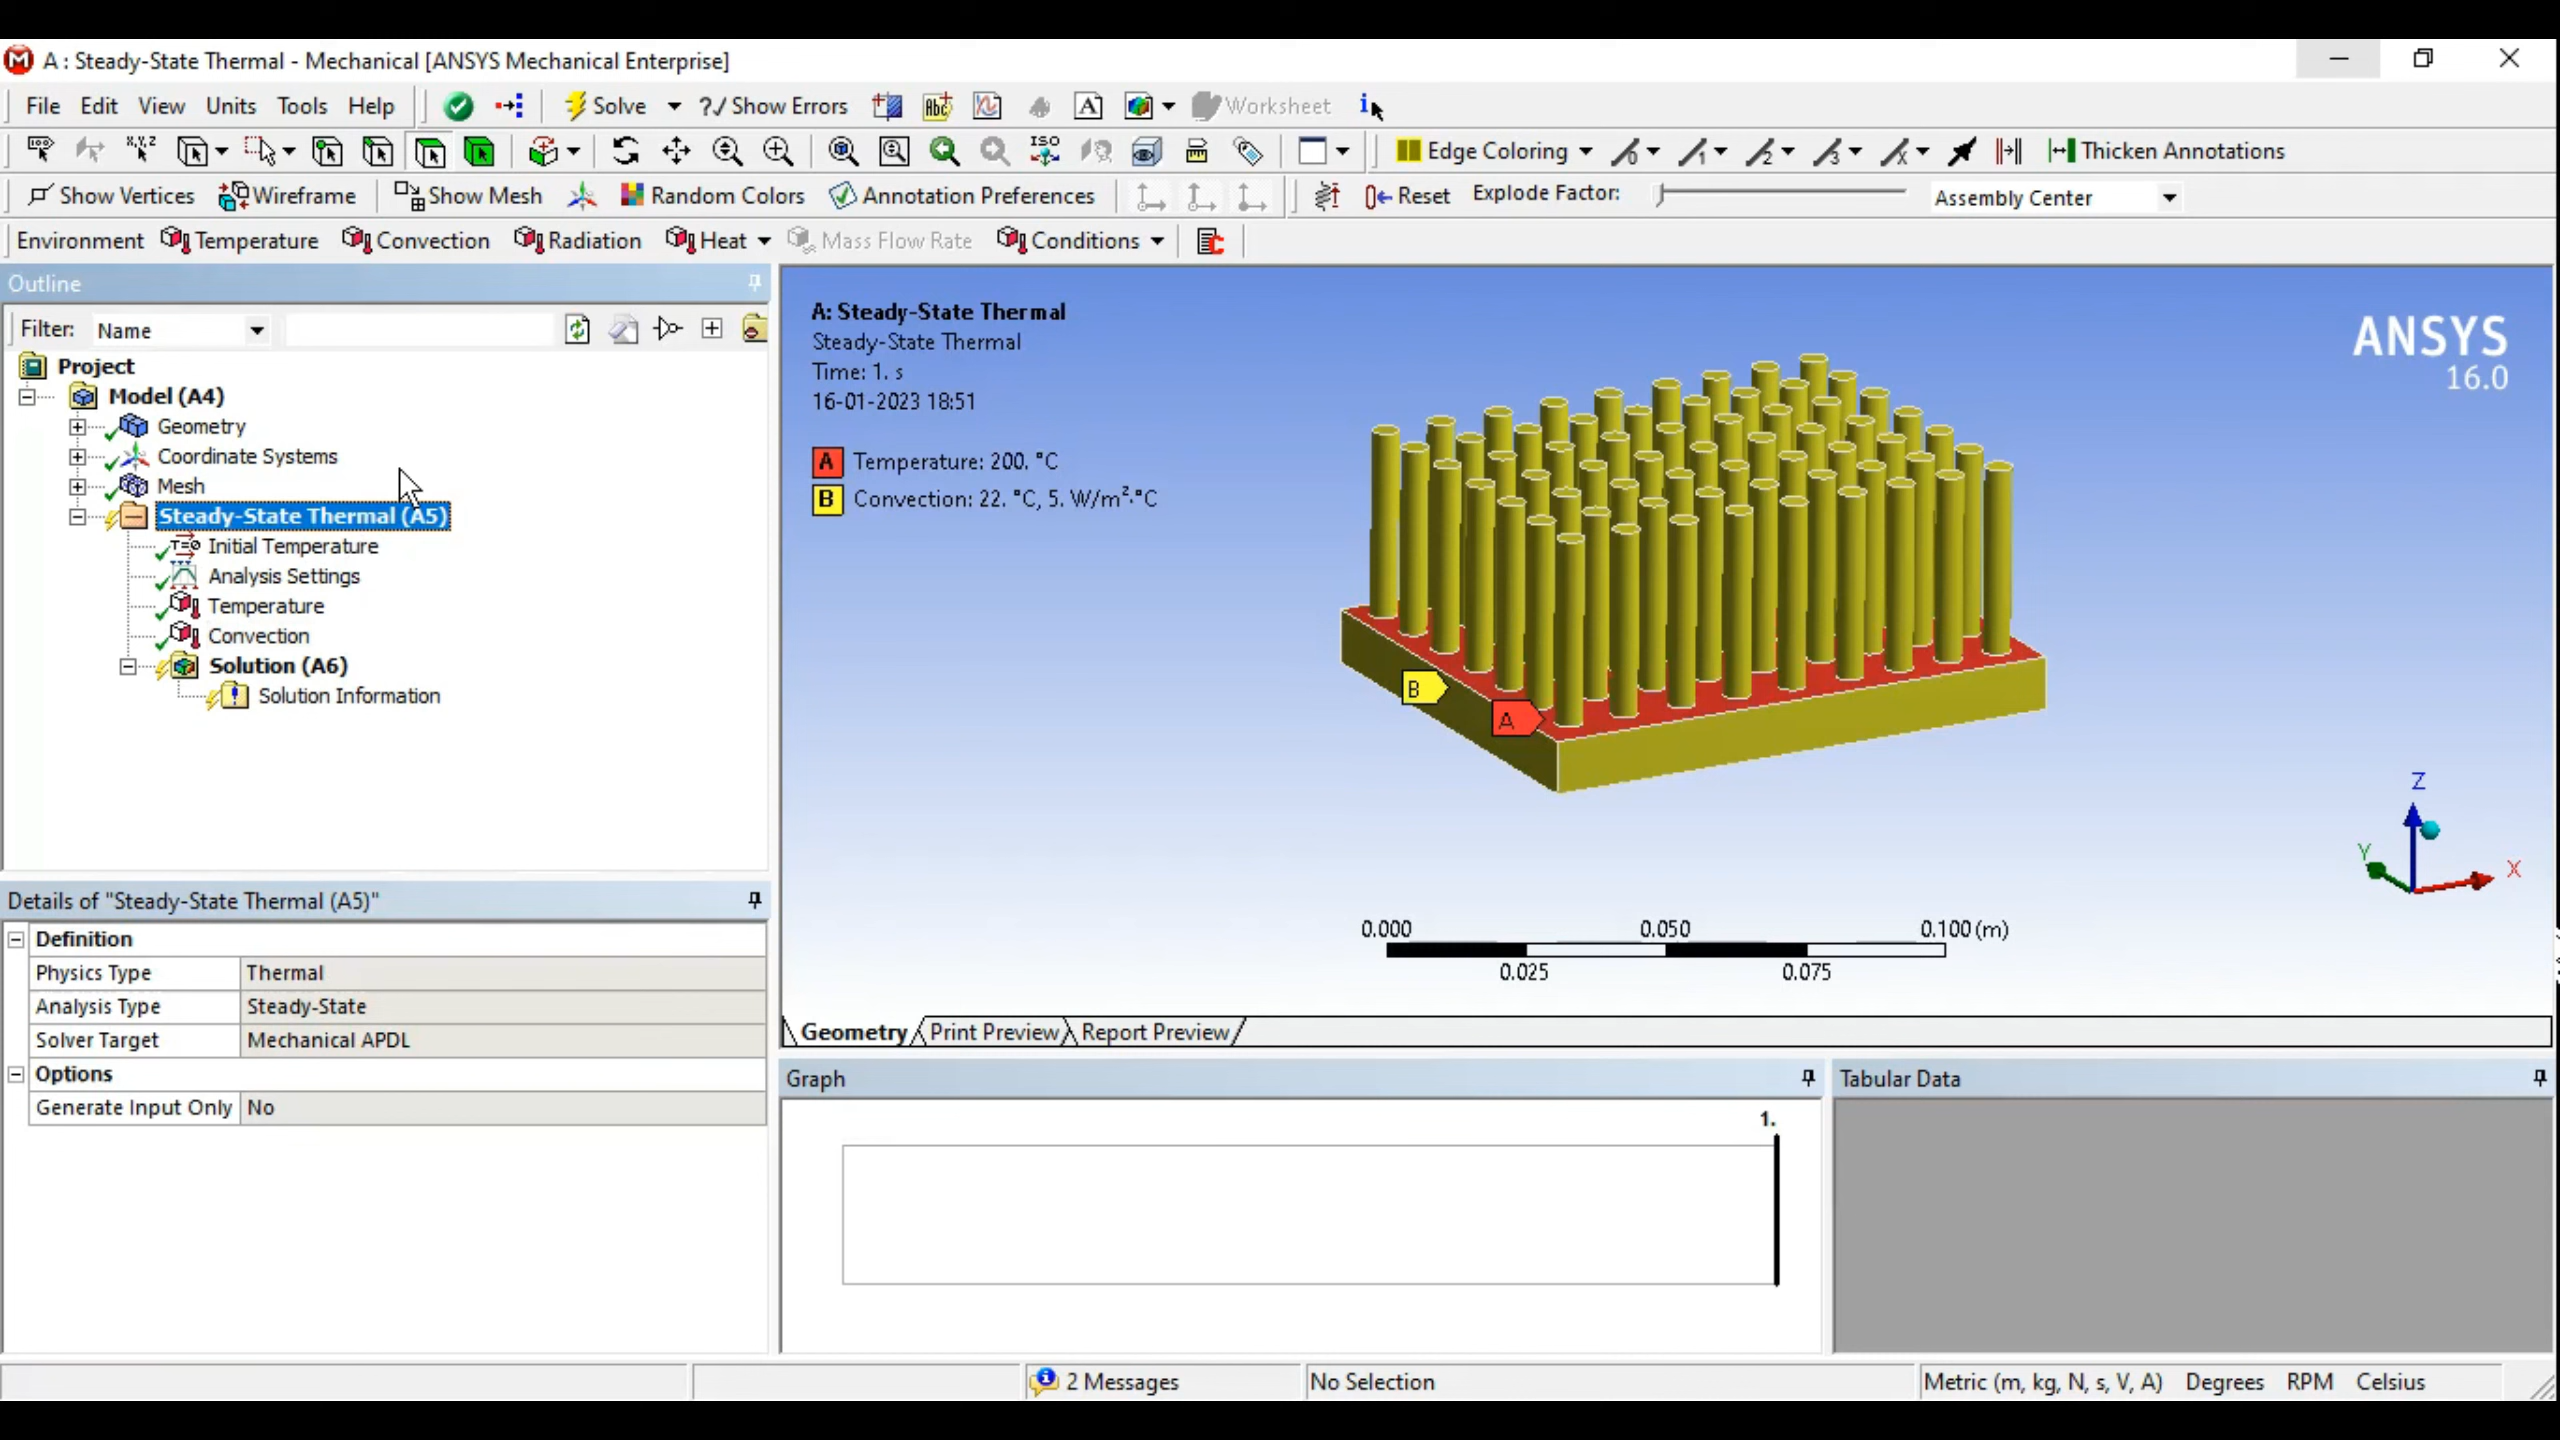 A : Steady-State Thermal - Mechanical [ANSYS Mechanical Enterprise]
File Edit View Units Tools Help Solve ?/ Show Errors Worksheet
Show Vertices Wireframe Show Mesh Random Colors Annotation Preferences Reset Explode Factor: Assembly Center
Edge Coloring Thicken Annotations
Environment Temperature Convection Radiation Heat Mass Flow Rate Conditions
Outline
Filter: Name
Project
Model (A4)
Geometry
Coordinate Systems
Mesh
Steady-State Thermal (A5)
Initial Temperature
Analysis Settings
Temperature
Convection
Solution (A6)
Solution Information
Details of "Steady-State Thermal (A5)"
Definition
Physics Type Thermal
Analysis Type Steady-State
Solver Target Mechanical APDL
Options
Generate Input Only No
A: Steady-State Thermal
Steady-State Thermal
Time: 1. s
16-01-2023 18:51
A Temperature: 200. °C
B Convection: 22. °C, 5. W/m²·°C
ANSYS
16.0
B
A
Z
Y
X
0.000 0.050 0.100 (m)
0.025 0.075
Geometry Print Preview Report Preview
Graph
1.
Tabular Data
2 Messages No Selection Metric (m, kg, N, s, V, A) Degrees RPM Celsius